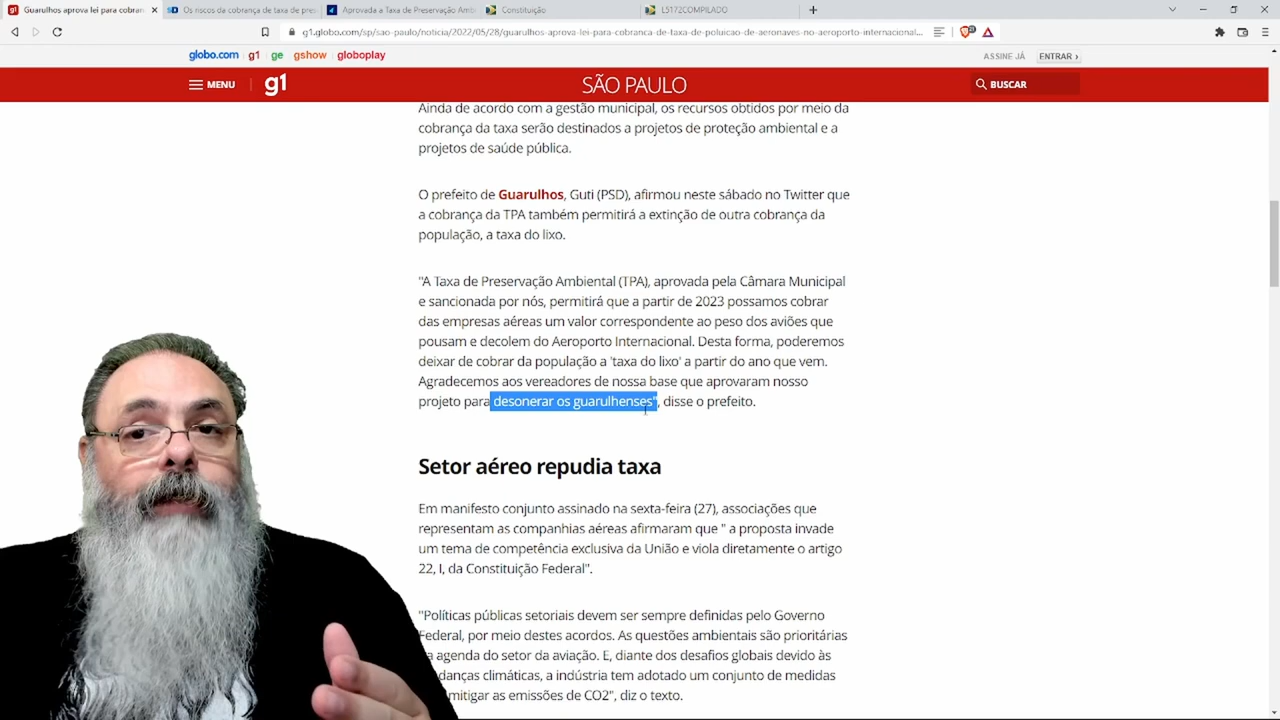 Guarulhos aprova lei para cobran
Os riscos da cobrança de taxa de pres
Aprovada a Taxa de Preservação Amb
Constituição
L5172COMPILADO
g1.globo.com/sp/sao-paulo/noticia/2022/05/28/guarulhos-aprova-lei-para-cobranca-de-taxa-de-poluicao-de-aeronaves-no-aeroporto-internacional...
globo.com g1 ge gshow globoplay
ASSINE JÁ ENTRAR ›
MENU g1 SÃO PAULO BUSCAR
Ainda de acordo com a gestão municipal, os recursos obtidos por meio da
cobrança da taxa serão destinados a projetos de proteção ambiental e a
projetos de saúde pública.
O prefeito de Guarulhos, Guti (PSD), afirmou neste sábado no Twitter que
a cobrança da TPA também permitirá a extinção de outra cobrança da
população, a taxa do lixo.
"A Taxa de Preservação Ambiental (TPA), aprovada pela Câmara Municipal
e sancionada por nós, permitirá que a partir de 2023 possamos cobrar
das empresas aéreas um valor correspondente ao peso dos aviões que
pousam e decolem do Aeroporto Internacional. Desta forma, poderemos
deixar de cobrar da população a 'taxa do lixo' a partir do ano que vem.
Agradecemos aos vereadores de nossa base que aprovaram nosso
projeto para desonerar os guarulhenses", disse o prefeito.
Setor aéreo repudia taxa
Em manifesto conjunto assinado na sexta-feira (27), associações que
representam as companhias aéreas afirmaram que " a proposta invade
um tema de competência exclusiva da União e viola diretamente o artigo
22, I, da Constituição Federal".
"Políticas públicas setoriais devem ser sempre definidas pelo Governo
Federal, por meio destes acordos. As questões ambientais são prioritárias
agenda do setor da aviação. E, diante dos desafios globais devido às
danças climáticas, a indústria tem adotado um conjunto de medidas
mitigar as emissões de CO2", diz o texto.